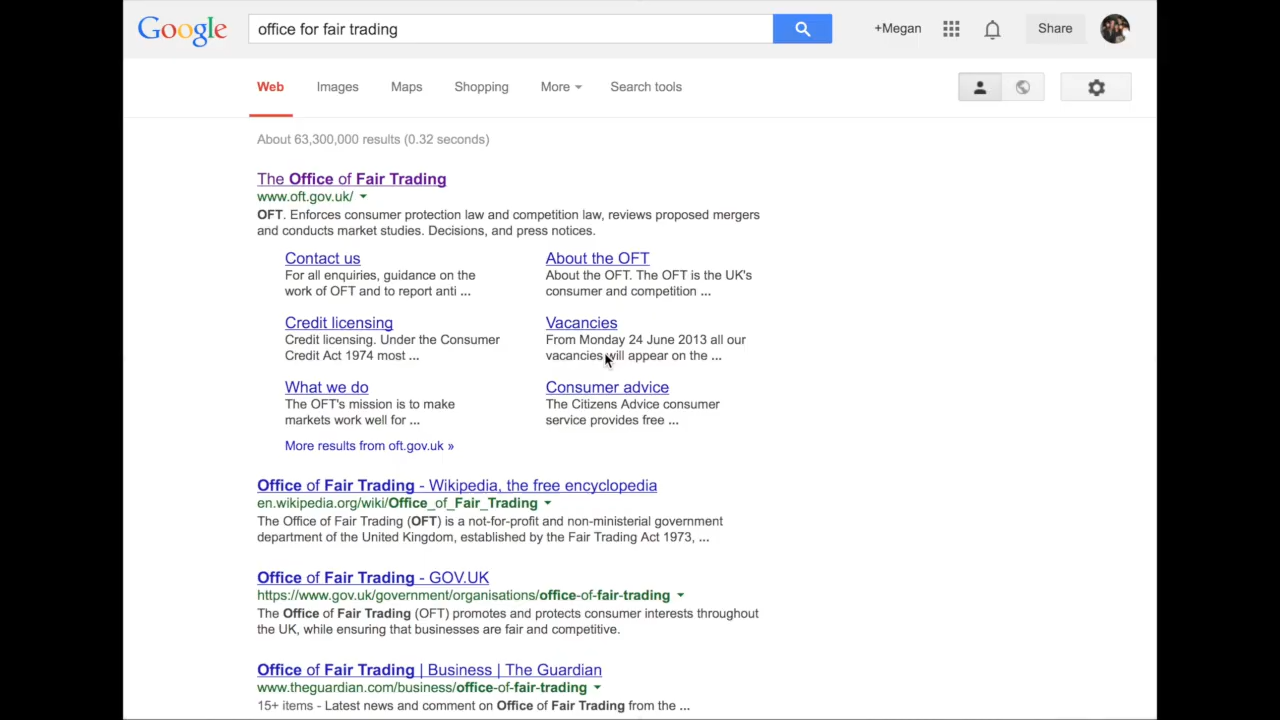 Google
office for fair trading
+Megan
Share
Web Images Maps Shopping More Search tools
About 63,300,000 results (0.32 seconds)
The Office of Fair Trading
www.oft.gov.uk/
OFT. Enforces consumer protection law and competition law, reviews proposed mergers
and conducts market studies. Decisions, and press notices.
Contact us
For all enquiries, guidance on the
work of OFT and to report anti ...
About the OFT
About the OFT. The OFT is the UK's
consumer and competition ...
Credit licensing
Credit licensing. Under the Consumer
Credit Act 1974 most ...
Vacancies
From Monday 24 June 2013 all our
vacancies will appear on the ...
What we do
The OFT's mission is to make
markets work well for ...
Consumer advice
The Citizens Advice consumer
service provides free ...
More results from oft.gov.uk »
Office of Fair Trading - Wikipedia, the free encyclopedia
en.wikipedia.org/wiki/Office_of_Fair_Trading
The Office of Fair Trading (OFT) is a not-for-profit and non-ministerial government
department of the United Kingdom, established by the Fair Trading Act 1973, ...
Office of Fair Trading - GOV.UK
https://www.gov.uk/government/organisations/office-of-fair-trading
The Office of Fair Trading (OFT) promotes and protects consumer interests throughout
the UK, while ensuring that businesses are fair and competitive.
Office of Fair Trading | Business | The Guardian
www.theguardian.com/business/office-of-fair-trading
15+ items - Latest news and comment on Office of Fair Trading from the ...